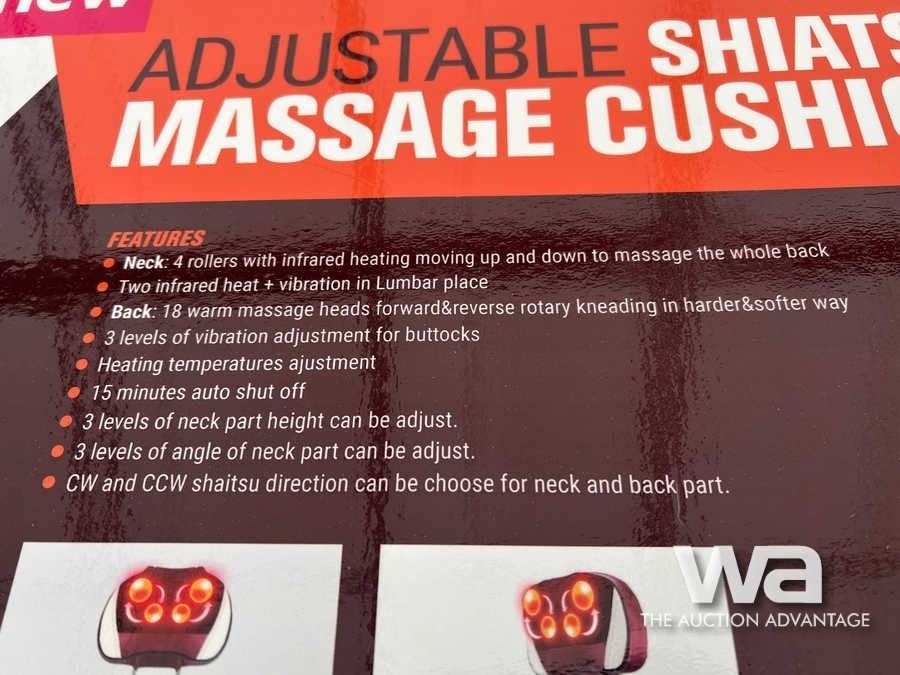 new
ADJUSTABLE SHIATS
MASSAGE CUSHIO
FEATURES
Neck: 4 rollers with infrared heating moving up and down to massage the whole back
Two infrared heat + vibration in Lumbar place
Back: 18 warm massage heads forward&reverse rotary kneading in harder&softer way
3 levels of vibration adjustment for buttocks
Heating temperatures ajustment
15 minutes auto shut off
3 levels of neck part height can be adjust.
3 levels of angle of neck part can be adjust.
CW and CCW shaitsu direction can be choose for neck and back part.
wa
THE AUCTION ADVANTAGE